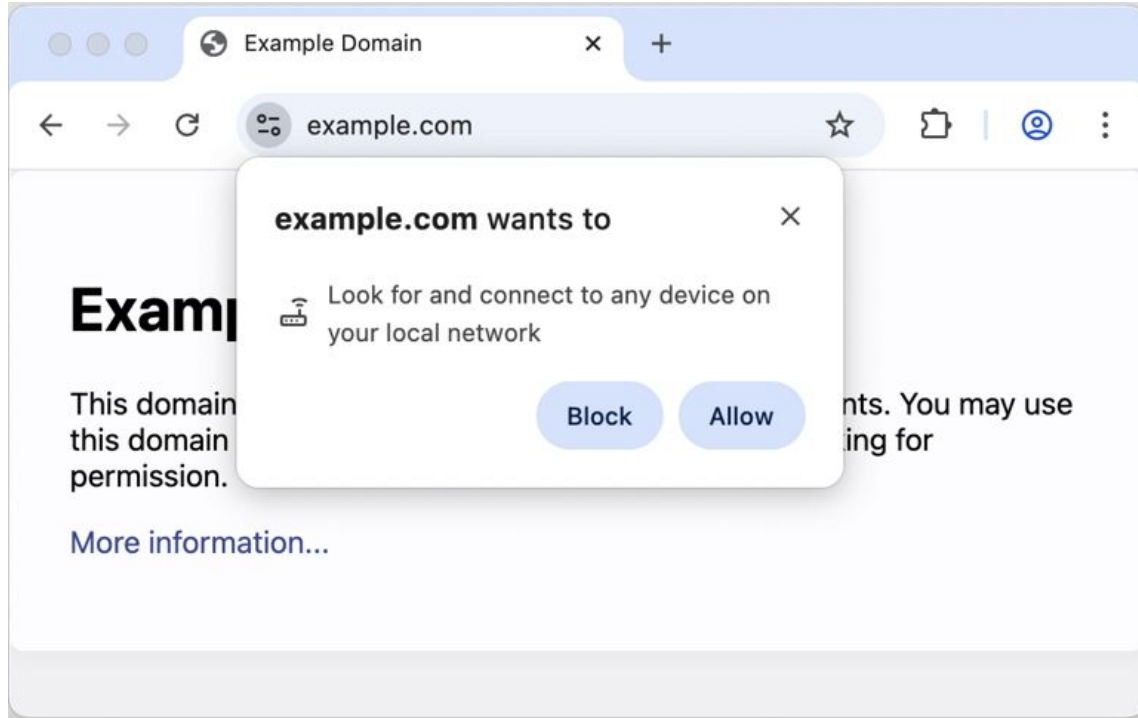 Example Domain
example.com
example.com wants to
Look for and connect to any device on
your local network
Block Allow
This domain
nts. You may use
this domain
ing for
permission.
More information...